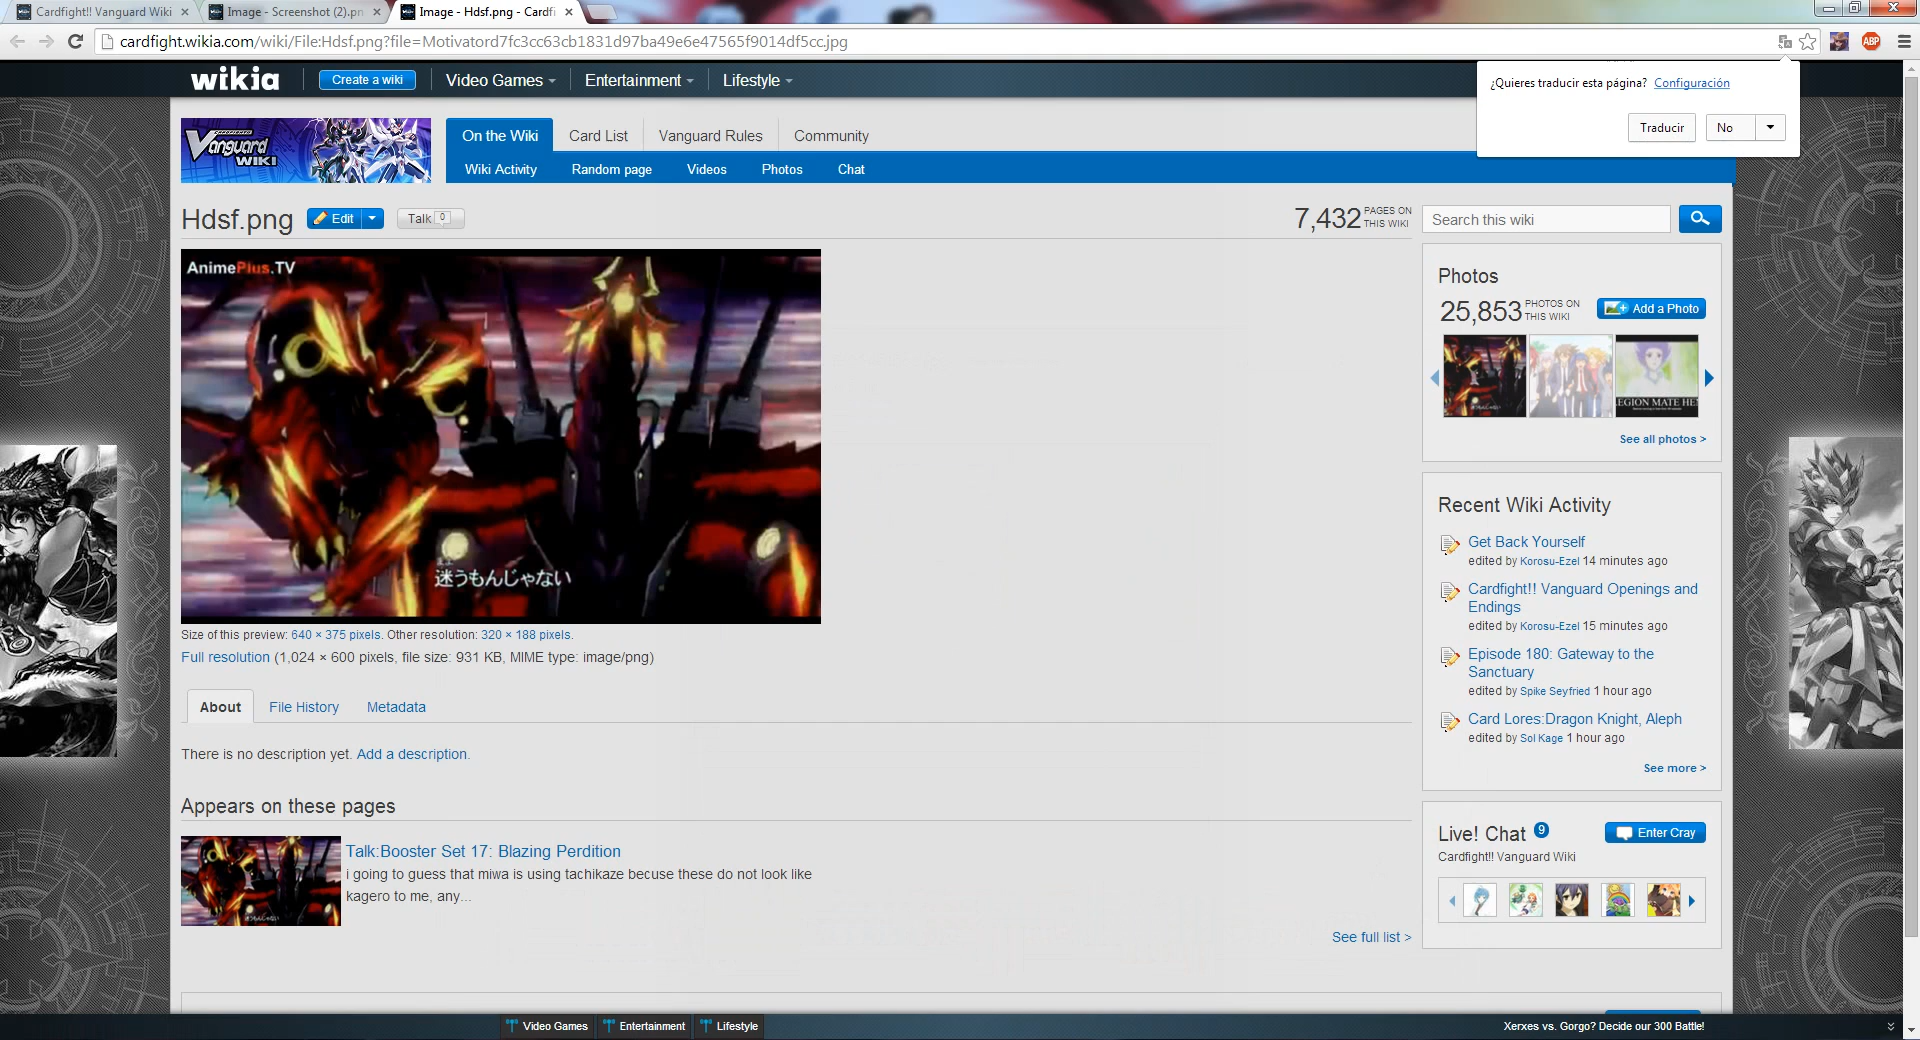 Cardfight!! Vanguard Wiki
Image - Screenshot (2).pn
Image - Hdsf.png - Cardfi
cardfight.wikia.com/wiki/File:Hdsf.png?file=Motivatord7fc3cc63cb1831d97ba49e6e47565f9014df5cc.jpg
ABP
wikia
Create a wiki
Video Games
Entertainment
Lifestyle
¿Quieres traducir esta página? Configuración
Traducir
No
CARDFIGHT!!
Vanguard
WIKI
On the Wiki
Card List
Vanguard Rules
Community
Wiki Activity
Random page
Videos
Photos
Chat
Hdsf.png
Edit
Talk 0
7,432 PAGES ON
THIS WIKI
Search this wiki
AnimePlus.TV
迷うもんじゃない
Size of this preview: 640 × 375 pixels. Other resolution: 320 × 188 pixels.
Full resolution (1,024 × 600 pixels, file size: 931 KB, MIME type: image/png)
About
File History
Metadata
There is no description yet. Add a description.
Appears on these pages
Talk:Booster Set 17: Blazing Perdition
i going to guess that miwa is using tachikaze becuse these do not look like
kagero to me, any...
See full list >
Photos
25,853 PHOTOS ON
THIS WIKI
Add a Photo
LEGION MATE HE
See all photos >
Recent Wiki Activity
Get Back Yourself
edited by Korosu-Ezel 14 minutes ago
Cardfight!! Vanguard Openings and
Endings
edited by Korosu-Ezel 15 minutes ago
Episode 180: Gateway to the
Sanctuary
edited by Spike Seyfried 1 hour ago
Card Lores:Dragon Knight, Aleph
edited by Sol Kage 1 hour ago
See more >
Live! Chat 9
Enter Cray
Cardfight!! Vanguard Wiki
Video Games
Entertainment
Lifestyle
Xerxes vs. Gorgo? Decide our 300 Battle!